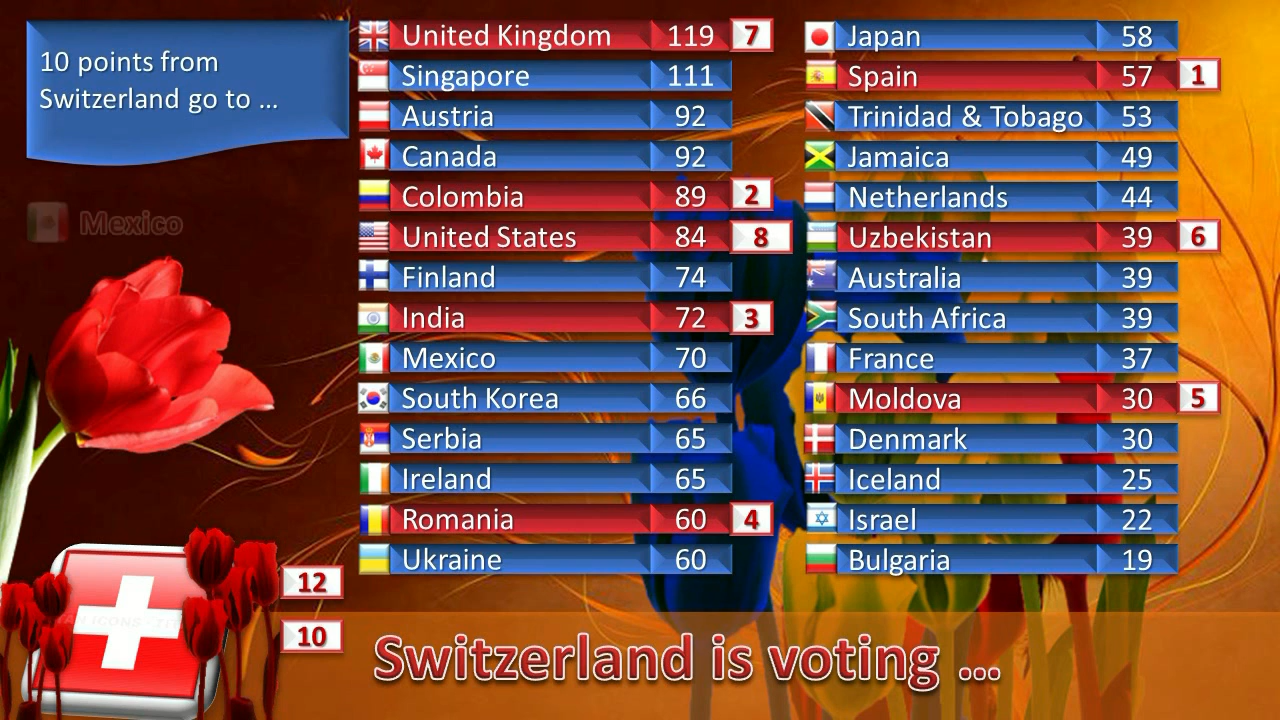 10 points from
Switzerland go to ...
Mexico
United Kingdom 119 7
Singapore 111
Austria 92
Canada 92
Colombia 89 2
United States 84 8
Finland 74
India 72 3
Mexico 70
South Korea 66
Serbia 65
Ireland 65
Romania 60 4
Ukraine 60
Japan 58
Spain 57 1
Trinidad & Tobago 53
Jamaica 49
Netherlands 44
Uzbekistan 39 6
Australia 39
South Africa 39
France 37
Moldova 30 5
Denmark 30
Iceland 25
Israel 22
Bulgaria 19
12
10
Switzerland is voting ...